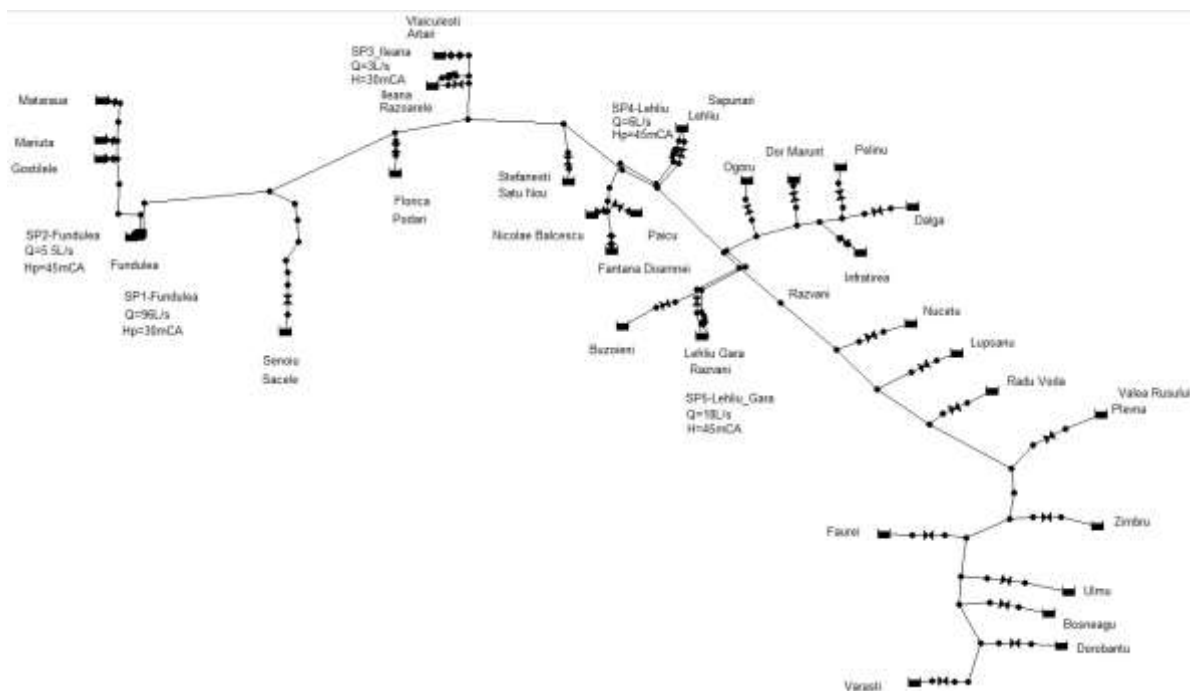 Vlaiculesti
Artari
SP3_Ileana
Q=3L/s
H=30mCA
Ileana
Razoarele
Mataraua
Mariuta
Gostilele
SP2-Fundulea
Q=5.5L/s
Hp=45mCA
Fundulea
SP1-Fundulea
Q=96L/s
Hp=30mCA
Sanoiu
Sacele
Florica
Podari
Stefanesti
Satu Nou
SP4-Lehliu
Q=6L/s
Hp=45mCA
Sapunari
Lehliu
Nicolae Balcescu
Paicu
Fantana Doamnei
Ogoru
Dor Marunt
Pelinu
Dalga
Infratirea
Razvani
Buzoieni
Lehliu Gara
Razvani
SP5-Lehliu_Gara
Q=18L/s
H=45mCA
Nucetu
Lupsanu
Radu Voda
Valea Rusului
Plevna
Zimbru
Faurei
Ulmu
Bosneagu
Dorobantu
Varasti